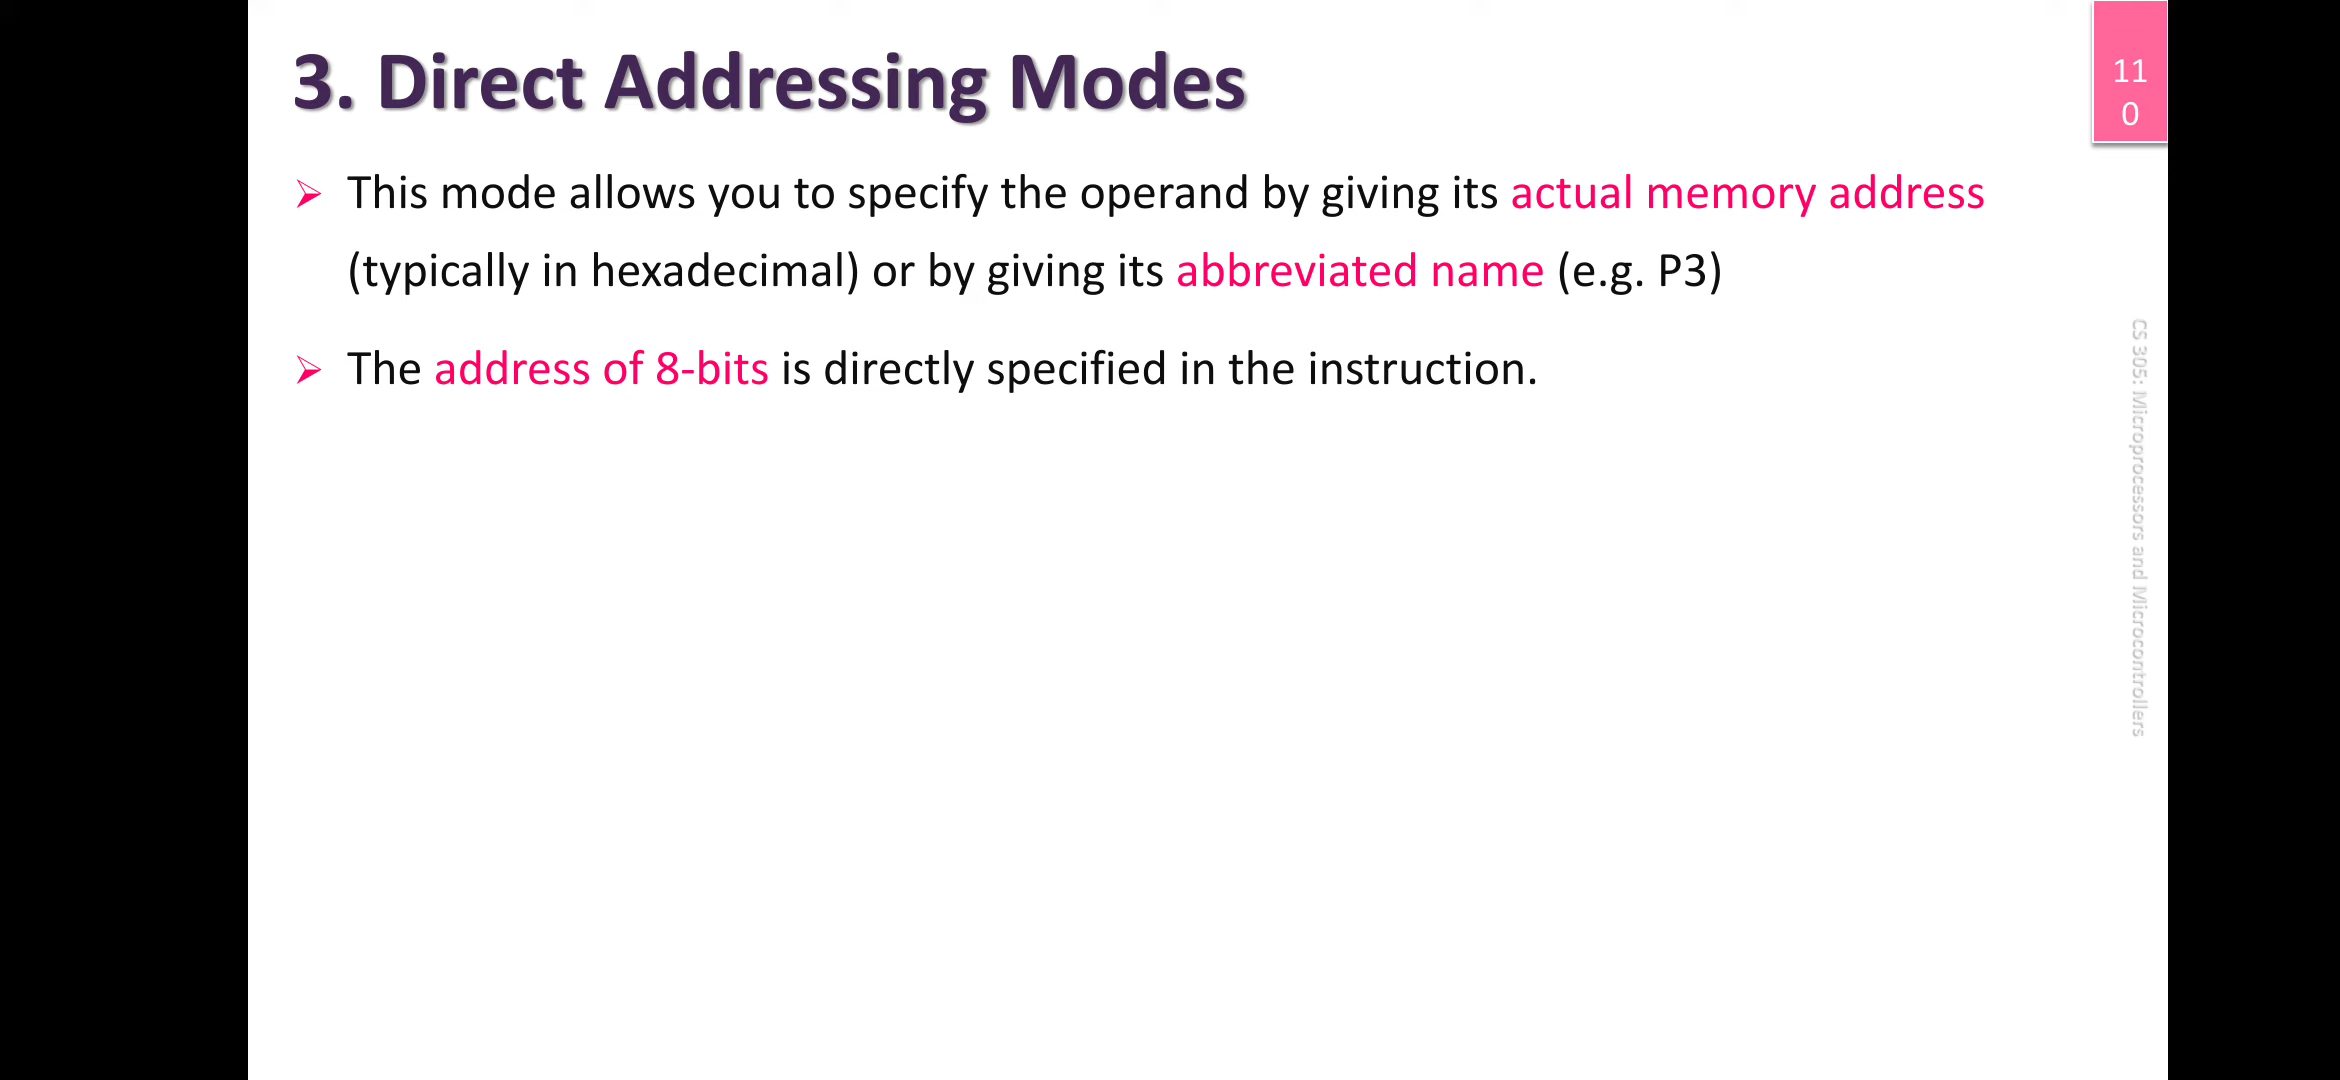 3. Direct Addressing Modes
11
0
➢ This mode allows you to specify the operand by giving its actual memory address
(typically in hexadecimal) or by giving its abbreviated name (e.g. P3)
➢ The address of 8-bits is directly specified in the instruction.
CS 305: Microprocessors and Microcontrollers